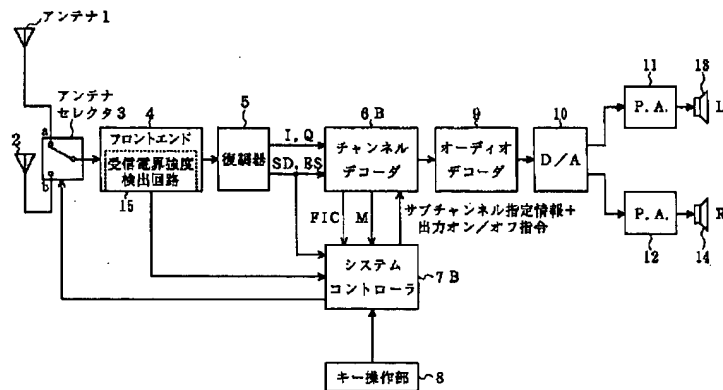 アンテナ1
アンテナ
セレクタ3
2
a
b
4
フロントエンド
受信電界強度
検出回路
15
5
復調器
I, Q
SD, ES
6 B
チャンネル
デコーダ
9
オーディオ
デコーダ
10
D/A
11
P. A.
13
L
P. A.
12
R
14
FIC
M
サブチャンネル指定情報+
出力オン/オフ指令
システム
コントローラ
7 B
キー操作部
8